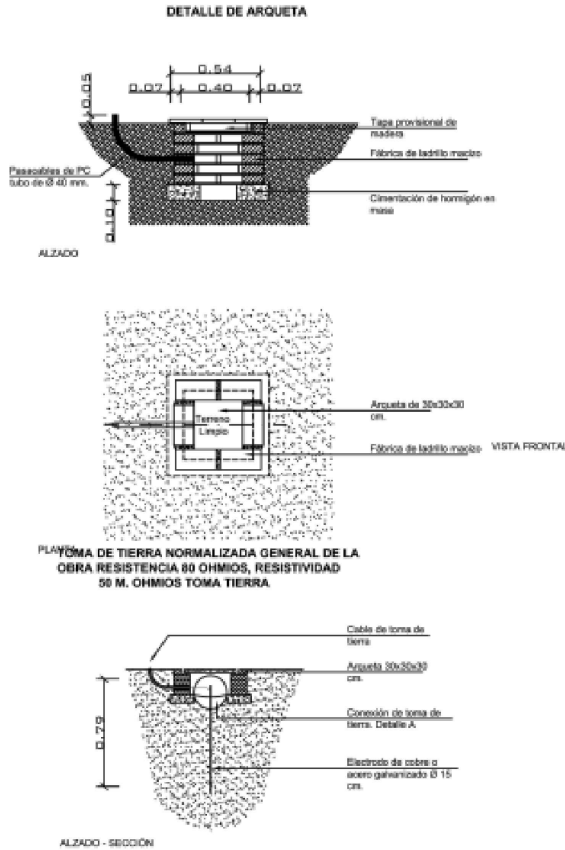 DETALLE DE ARQUETA
0.54
0.07
0.40
0.07
0.05
Tapa provisional de
madera
Fábrica de ladrillo macizo
Pasacables de PC
tubo de Ø 40 mm.
Cimentación de hormigón en
masa
0.10
ALZADO
Arqueta de 30x30x30
cm.
Terreno
Limpio
Fábrica de ladrillo macizo
VISTA FRONTAL
PLANTA
TOMA DE TIERRA NORMALIZADA GENERAL DE LA
OBRA RESISTENCIA 80 OHMIOS, RESISTIVIDAD
50 M. OHMIOS TOMA TIERRA
Cable de toma de
tierra
Arqueta 30x30x30
cm.
0.79
Conexión de toma de
tierra. Detalle A
Electrodo de cobre o
acero galvanizado Ø 15
cm.
ALZADO - SECCIÓN